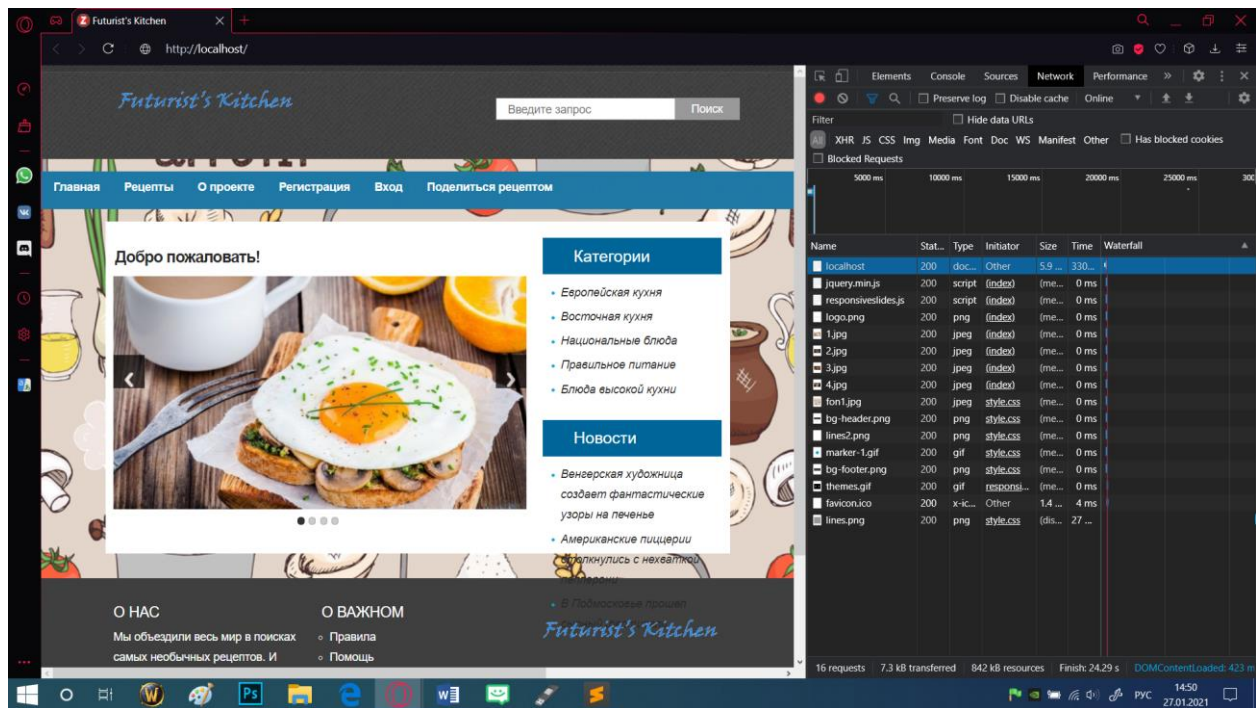 Futurist's Kitchen
http://localhost/
Futurist's Kitchen
Введите запрос
Поиск
Главная Рецепты О проекте Регистрация Вход Поделиться рецептом
Добро пожаловать!
Категории
Европейская кухня
Восточная кухня
Национальные блюда
Правильное питание
Блюда высокой кухни
Новости
Венгерская художница
создает фантастические
узоры на печенье
Американские пиццерии
столкнулись с нехваткой
пепперони
В Подмосковье прошел
О НАС
Мы объездили весь мир в поисках
самых необычных рецептов. И
О ВАЖНОМ
Правила
Помощь
Futurist's Kitchen
Elements Console Sources Network Performance »
Preserve log Disable cache Online
Filter Hide data URLs
All XHR JS CSS Img Media Font Doc WS Manifest Other Has blocked cookies
Blocked Requests
5000 ms 10000 ms 15000 ms 20000 ms 25000 ms 300
Name Stat... Type Initiator Size Time Waterfall
localhost 200 doc... Other 5.9 ... 330...
jquery.min.js 200 script (index) (me... 0 ms
responsiveslides.js 200 script (index) (me... 0 ms
logo.png 200 png (index) (me... 0 ms
1.jpg 200 jpeg (index) (me... 0 ms
2.jpg 200 jpeg (index) (me... 0 ms
3.jpg 200 jpeg (index) (me... 0 ms
4.jpg 200 jpeg (index) (me... 0 ms
fon1.jpg 200 jpeg style.css (me... 0 ms
bg-header.png 200 png style.css (me... 0 ms
lines2.png 200 png style.css (me... 0 ms
marker-1.gif 200 gif style.css (me... 0 ms
bg-footer.png 200 png style.css (me... 0 ms
themes.gif 200 gif responsi... (me... 0 ms
favicon.ico 200 x-ic... Other 1.4 ... 4 ms
lines.png 200 png style.css (dis... 27 ...
16 requests 7.3 kB transferred 842 kB resources Finish: 24.29 s DOMContentLoaded: 423 m
Ps
РУС
14:50
27.01.2021